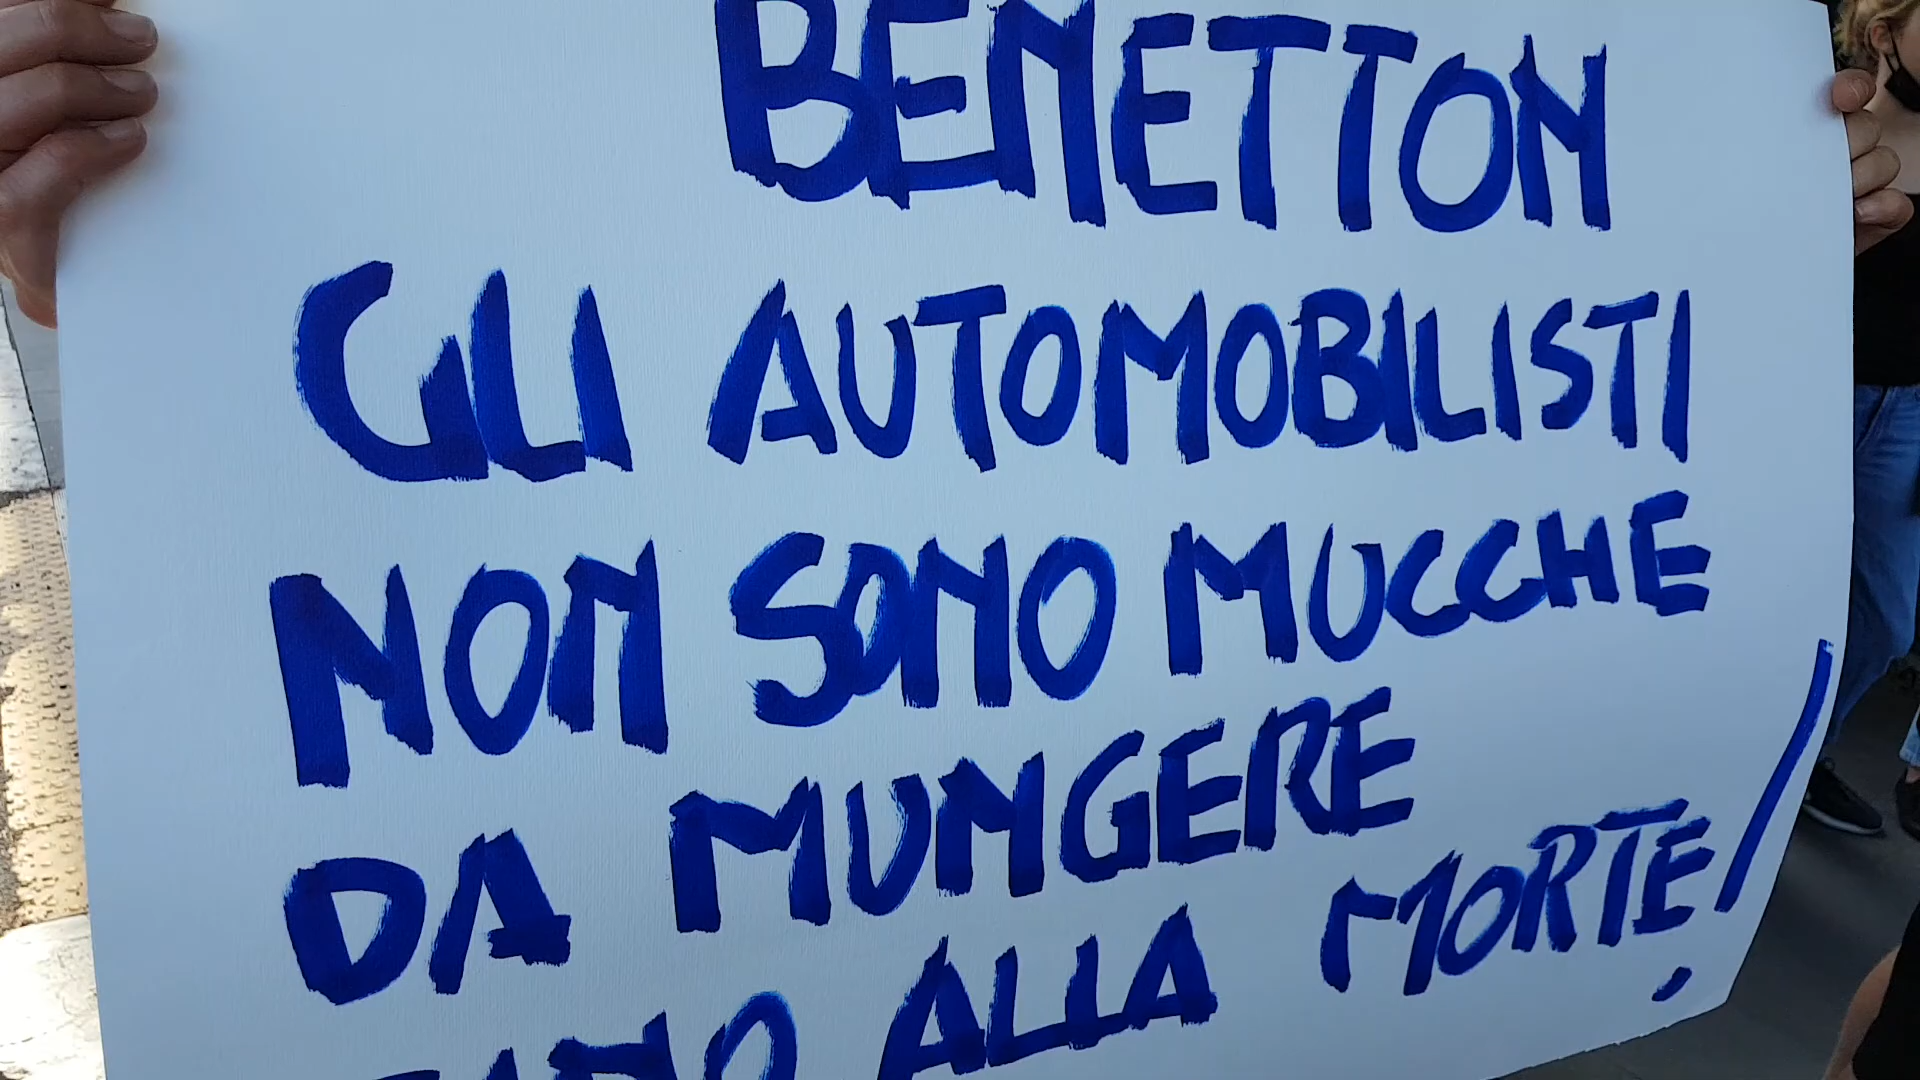 BENETTON
GLI AUTOMOBILISTI
NON SONO MUCCHE
DA MUNGERE
ALLA MORTE!